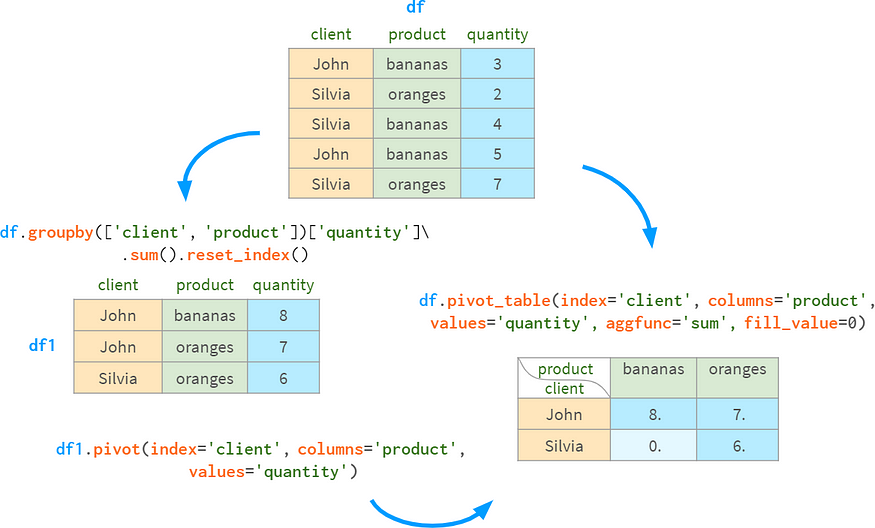 df
client product quantity
John bananas 3
Silvia oranges 2
Silvia bananas 4
John bananas 5
Silvia oranges 7
df.groupby(['client', 'product'])['quantity']\
.sum().reset_index()
client product quantity
John bananas 8
df1 John oranges 7
Silvia oranges 6
df.pivot_table(index='client', columns='product',
values='quantity', aggfunc='sum', fill_value=0)
product bananas oranges
client
John 8. 7.
Silvia 0. 6.
df1.pivot(index='client', columns='product',
values='quantity')